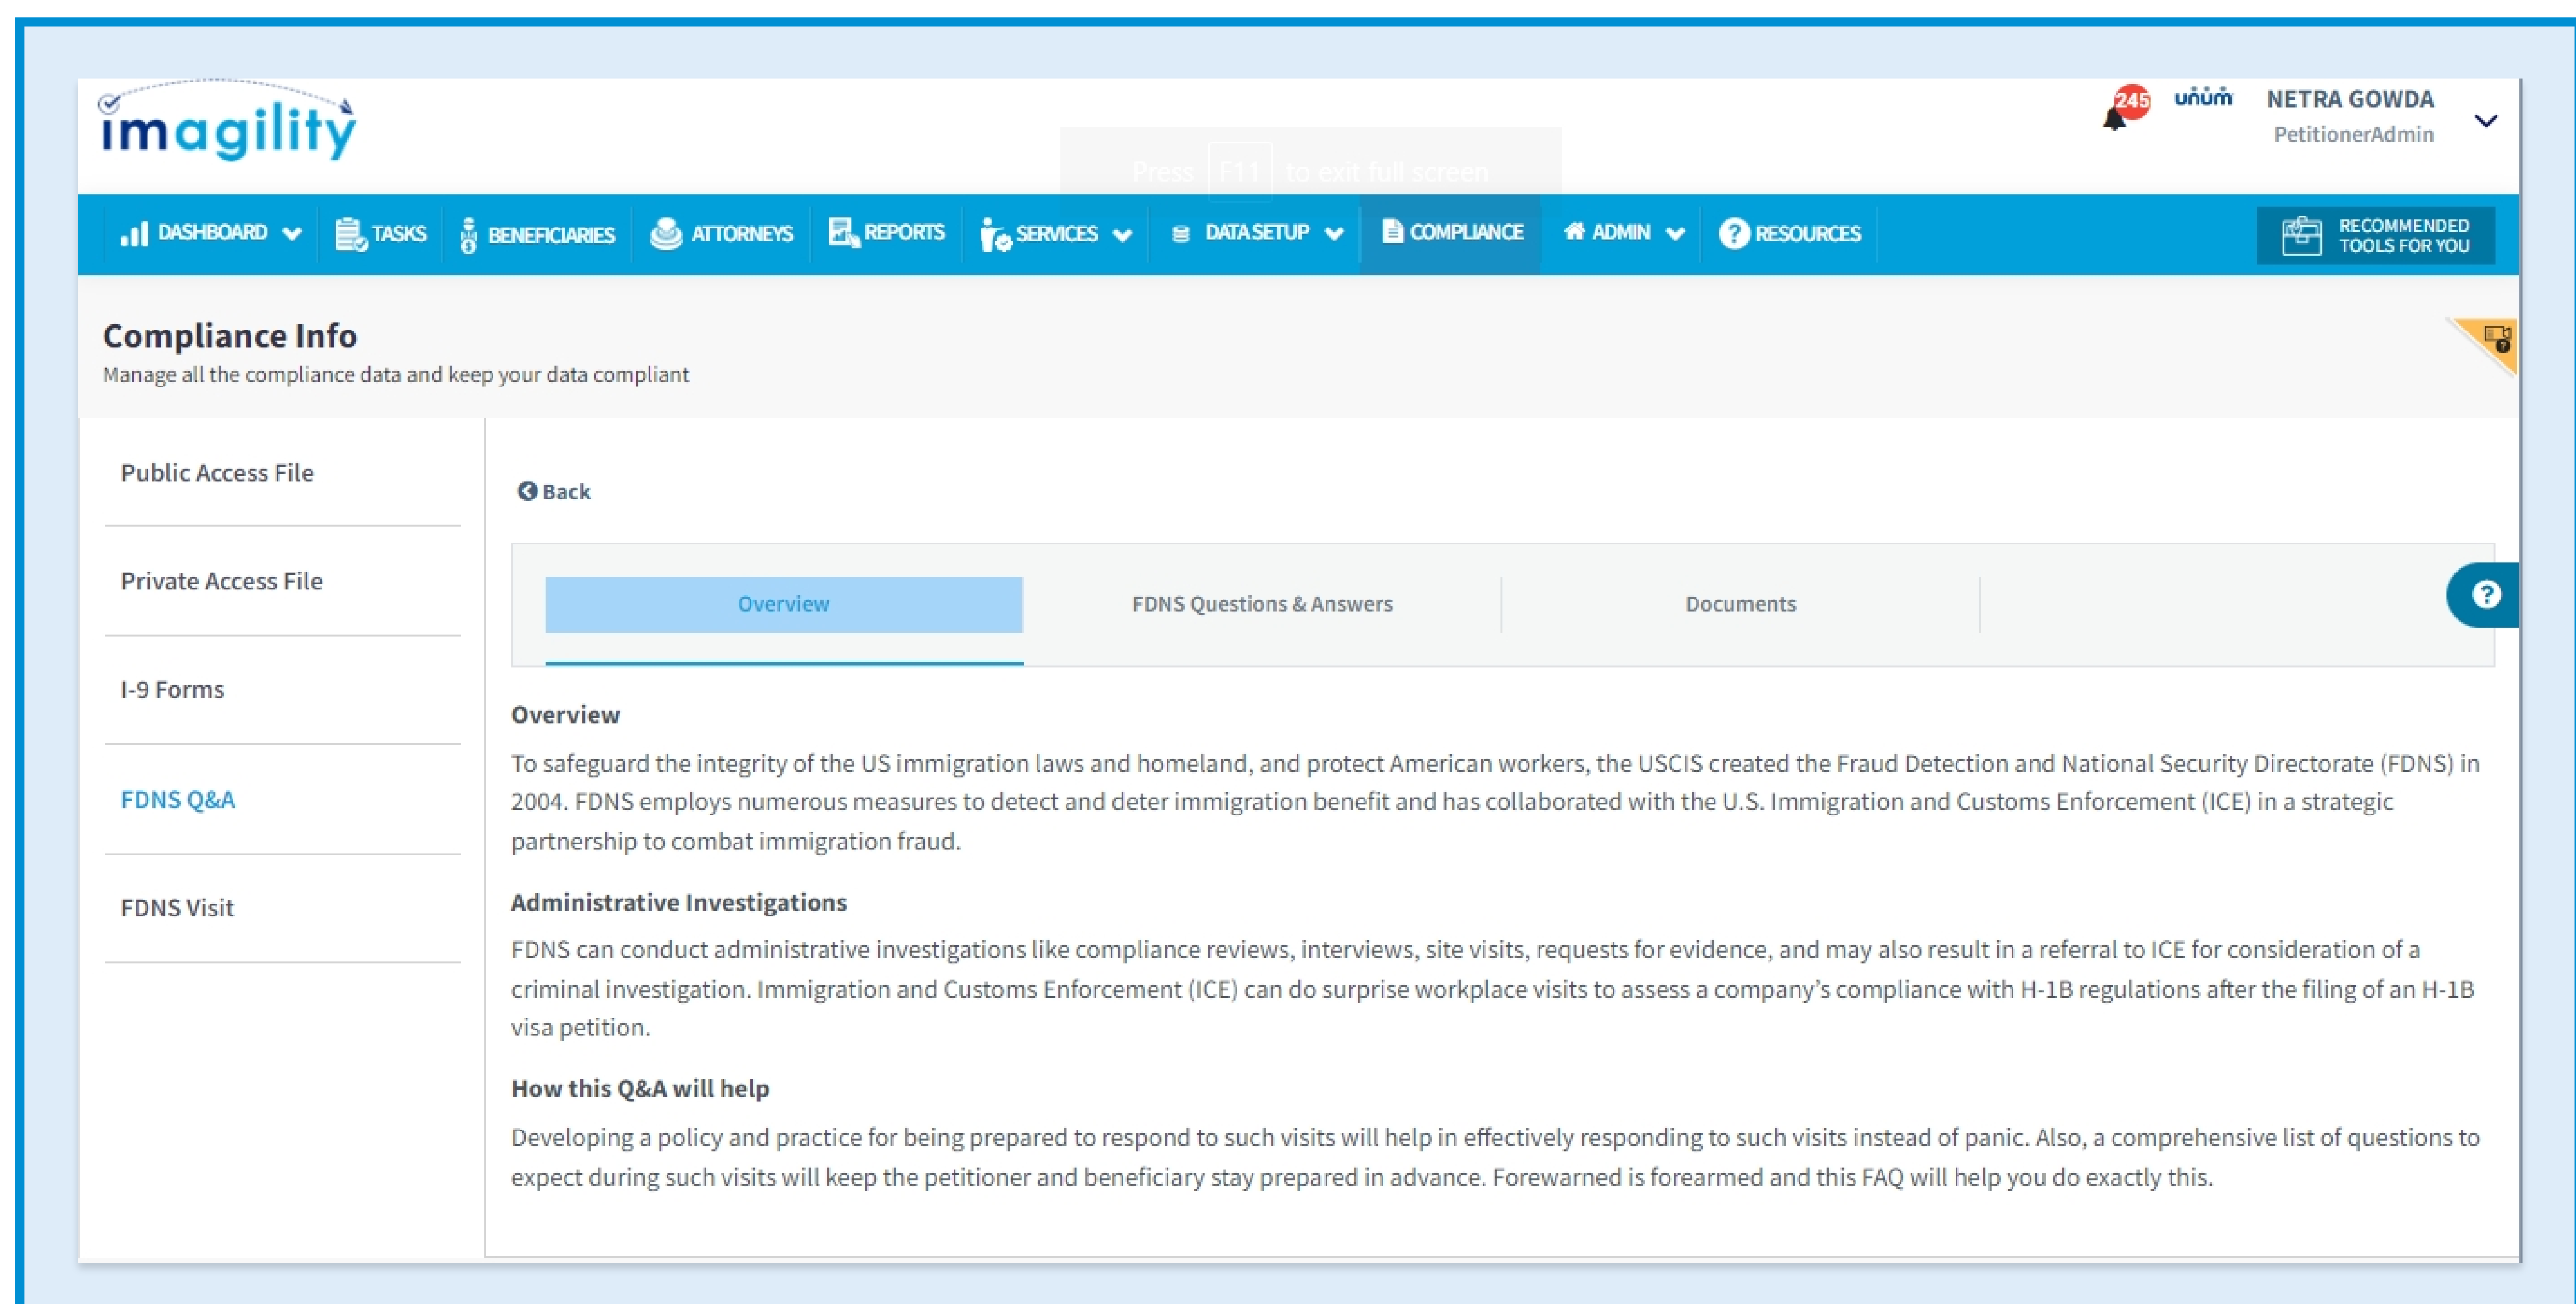 imagility
245
unum
NETRA GOWDA
PetitionerAdmin
Press F11 to exit full screen
DASHBOARD
TASKS
BENEFICIARIES
ATTORNEYS
REPORTS
SERVICES
DATA SETUP
COMPLIANCE
ADMIN
RESOURCES
RECOMMENDED
TOOLS FOR YOU
Compliance Info
Manage all the compliance data and keep your data compliant
Public Access File
Private Access File
I-9 Forms
FDNS Q&A
FDNS Visit
Back
Overview
FDNS Questions & Answers
Documents
Overview
To safeguard the integrity of the US immigration laws and homeland, and protect American workers, the USCIS created the Fraud Detection and National Security Directorate (FDNS) in
2004. FDNS employs numerous measures to detect and deter immigration benefit and has collaborated with the U.S. Immigration and Customs Enforcement (ICE) in a strategic
partnership to combat immigration fraud.
Administrative Investigations
FDNS can conduct administrative investigations like compliance reviews, interviews, site visits, requests for evidence, and may also result in a referral to ICE for consideration of a
criminal investigation. Immigration and Customs Enforcement (ICE) can do surprise workplace visits to assess a company’s compliance with H-1B regulations after the filing of an H-1B
visa petition.
How this Q&A will help
Developing a policy and practice for being prepared to respond to such visits will help in effectively responding to such visits instead of panic. Also, a comprehensive list of questions to
expect during such visits will keep the petitioner and beneficiary stay prepared in advance. Forewarned is forearmed and this FAQ will help you do exactly this.